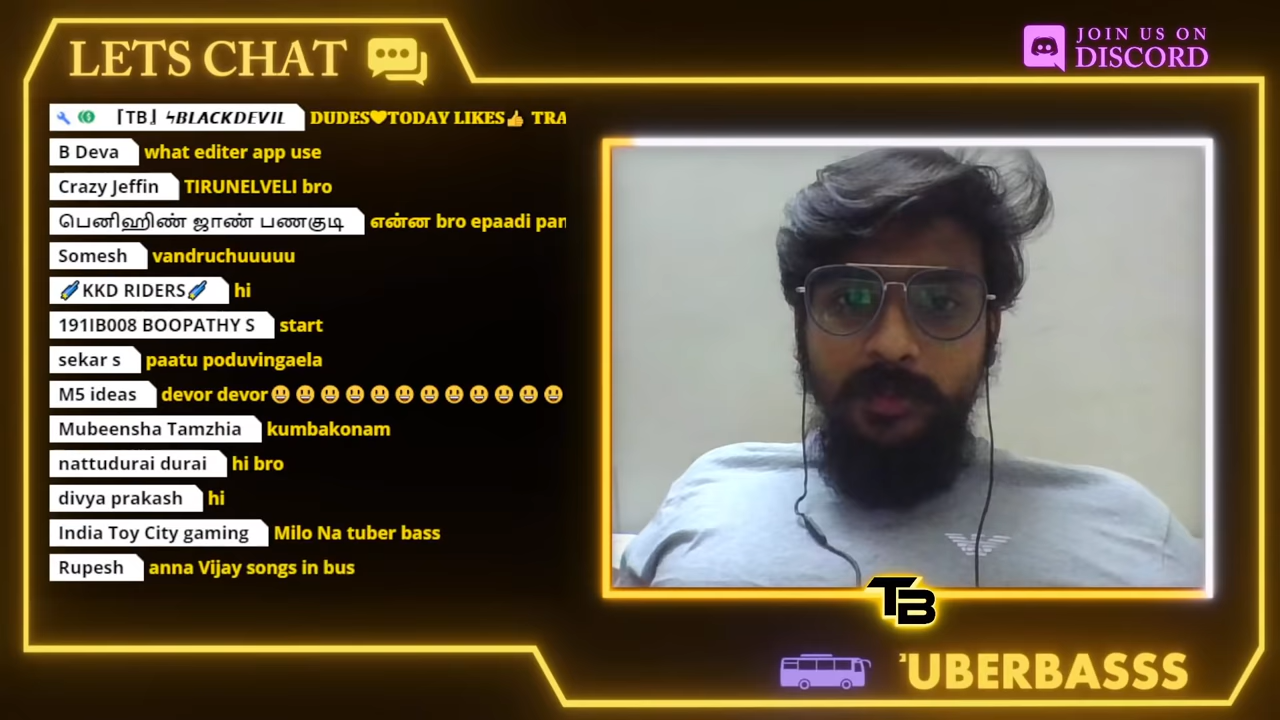 LETS CHAT
JOIN US ON
DISCORD
「TB」 ϟBLACKDEVIL DUDES💛TODAY LIKES👍 TRA
B Deva what editer app use
Crazy Jeffin TIRUNELVELI bro
பெனிஹிண் ஜாண் பணகுடி என்ன bro epaadi pan
Somesh vandruchuuuuu
KKD RIDERS hi
191IB008 BOOPATHY S start
sekar s paatu poduvingaela
M5 ideas devor devor😀😀😀😀😀😀😀😀😀😀😀😀
Mubeensha Tamzhia kumbakonam
nattudurai durai hi bro
divya prakash hi
India Toy City gaming Milo Na tuber bass
Rupesh anna Vijay songs in bus
TB
UBERBASSS